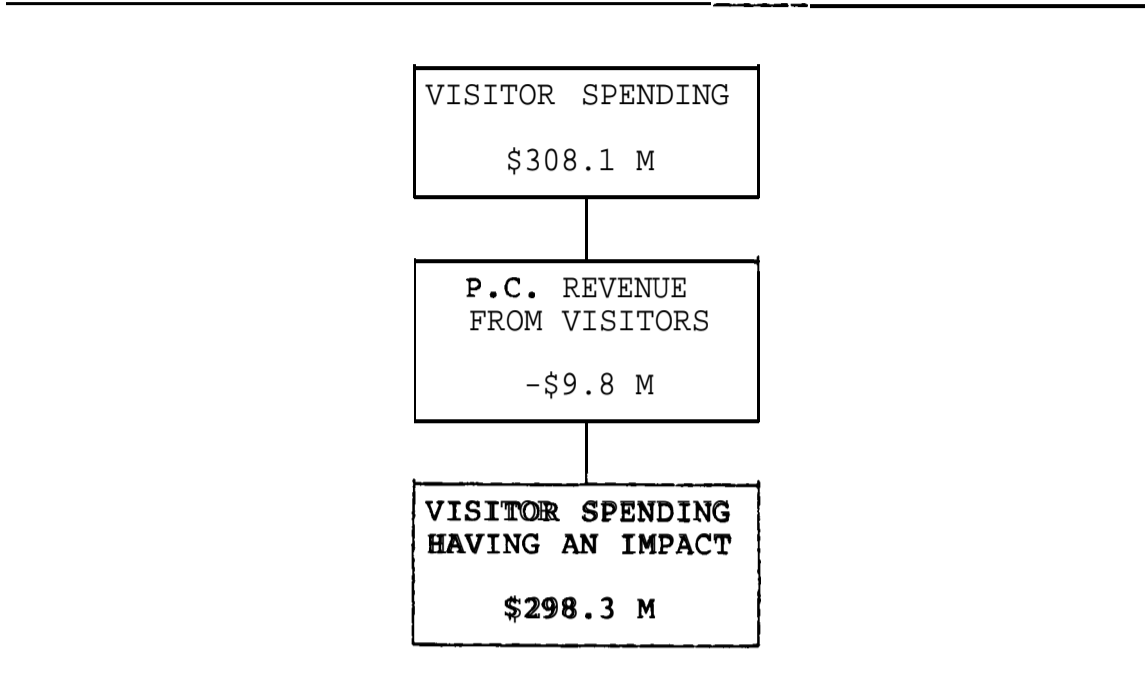 VISITOR SPENDING
$308.1 M
P.C. REVENUE
FROM VISITORS
-$9.8 M
VISITOR SPENDING
HAVING AN IMPACT
$298.3 M